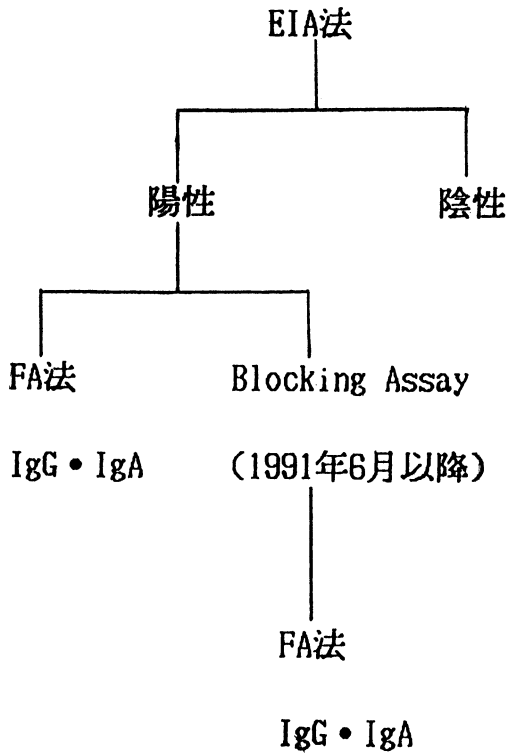 EIA法
陽性
陰性
FA法
Blocking Assay
IgG・IgA
(1991年6月以降)
FA法
IgG・IgA